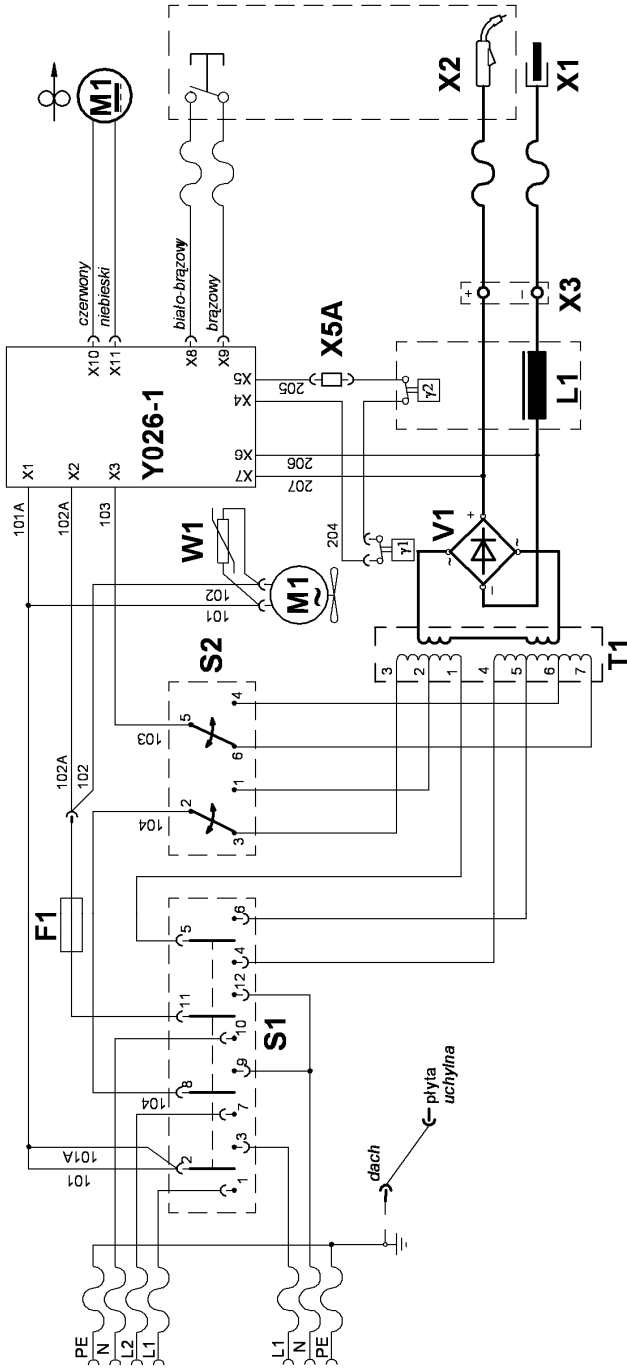 X2
X1
M1
czerwony
niebieski
biało-brązowy
brązowy
X10
X11
X8
X9
X5A
X3
+
–
X1
X2
X3
Y026-1
X5
X4
X6
X7
205
206
207
γ2
L1
101A
102A
103
W1
204
γ1
V1
+
~
~
–
102
101
M1
~
S2
T1
3
2
1
4
5
6
7
5
4
103
6
2
1
104
3
102A
102
F1
S1
5
6
4
11
12
10
8
9
104
7
2
3
101A
101
1
dach
płyta
uchylna
PE
N
L2
L1
L1
N
PE